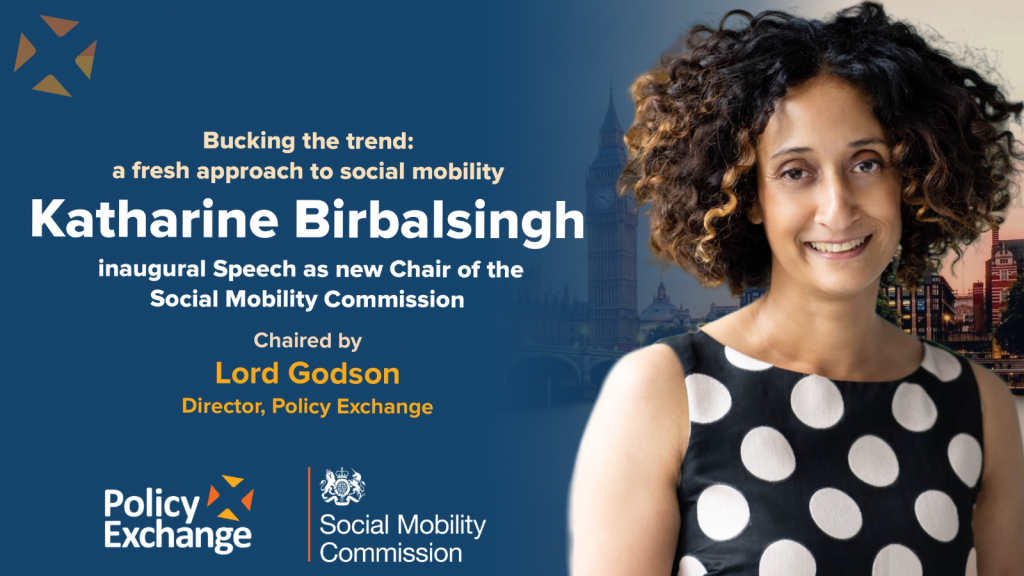 Bucking the trend:
a fresh approach to social mobility
Katharine Birbalsingh
inaugural Speech as new Chair of the
Social Mobility Commission
Chaired by
Lord Godson
Director, Policy Exchange
Policy
Exchange
Social Mobility
Commission